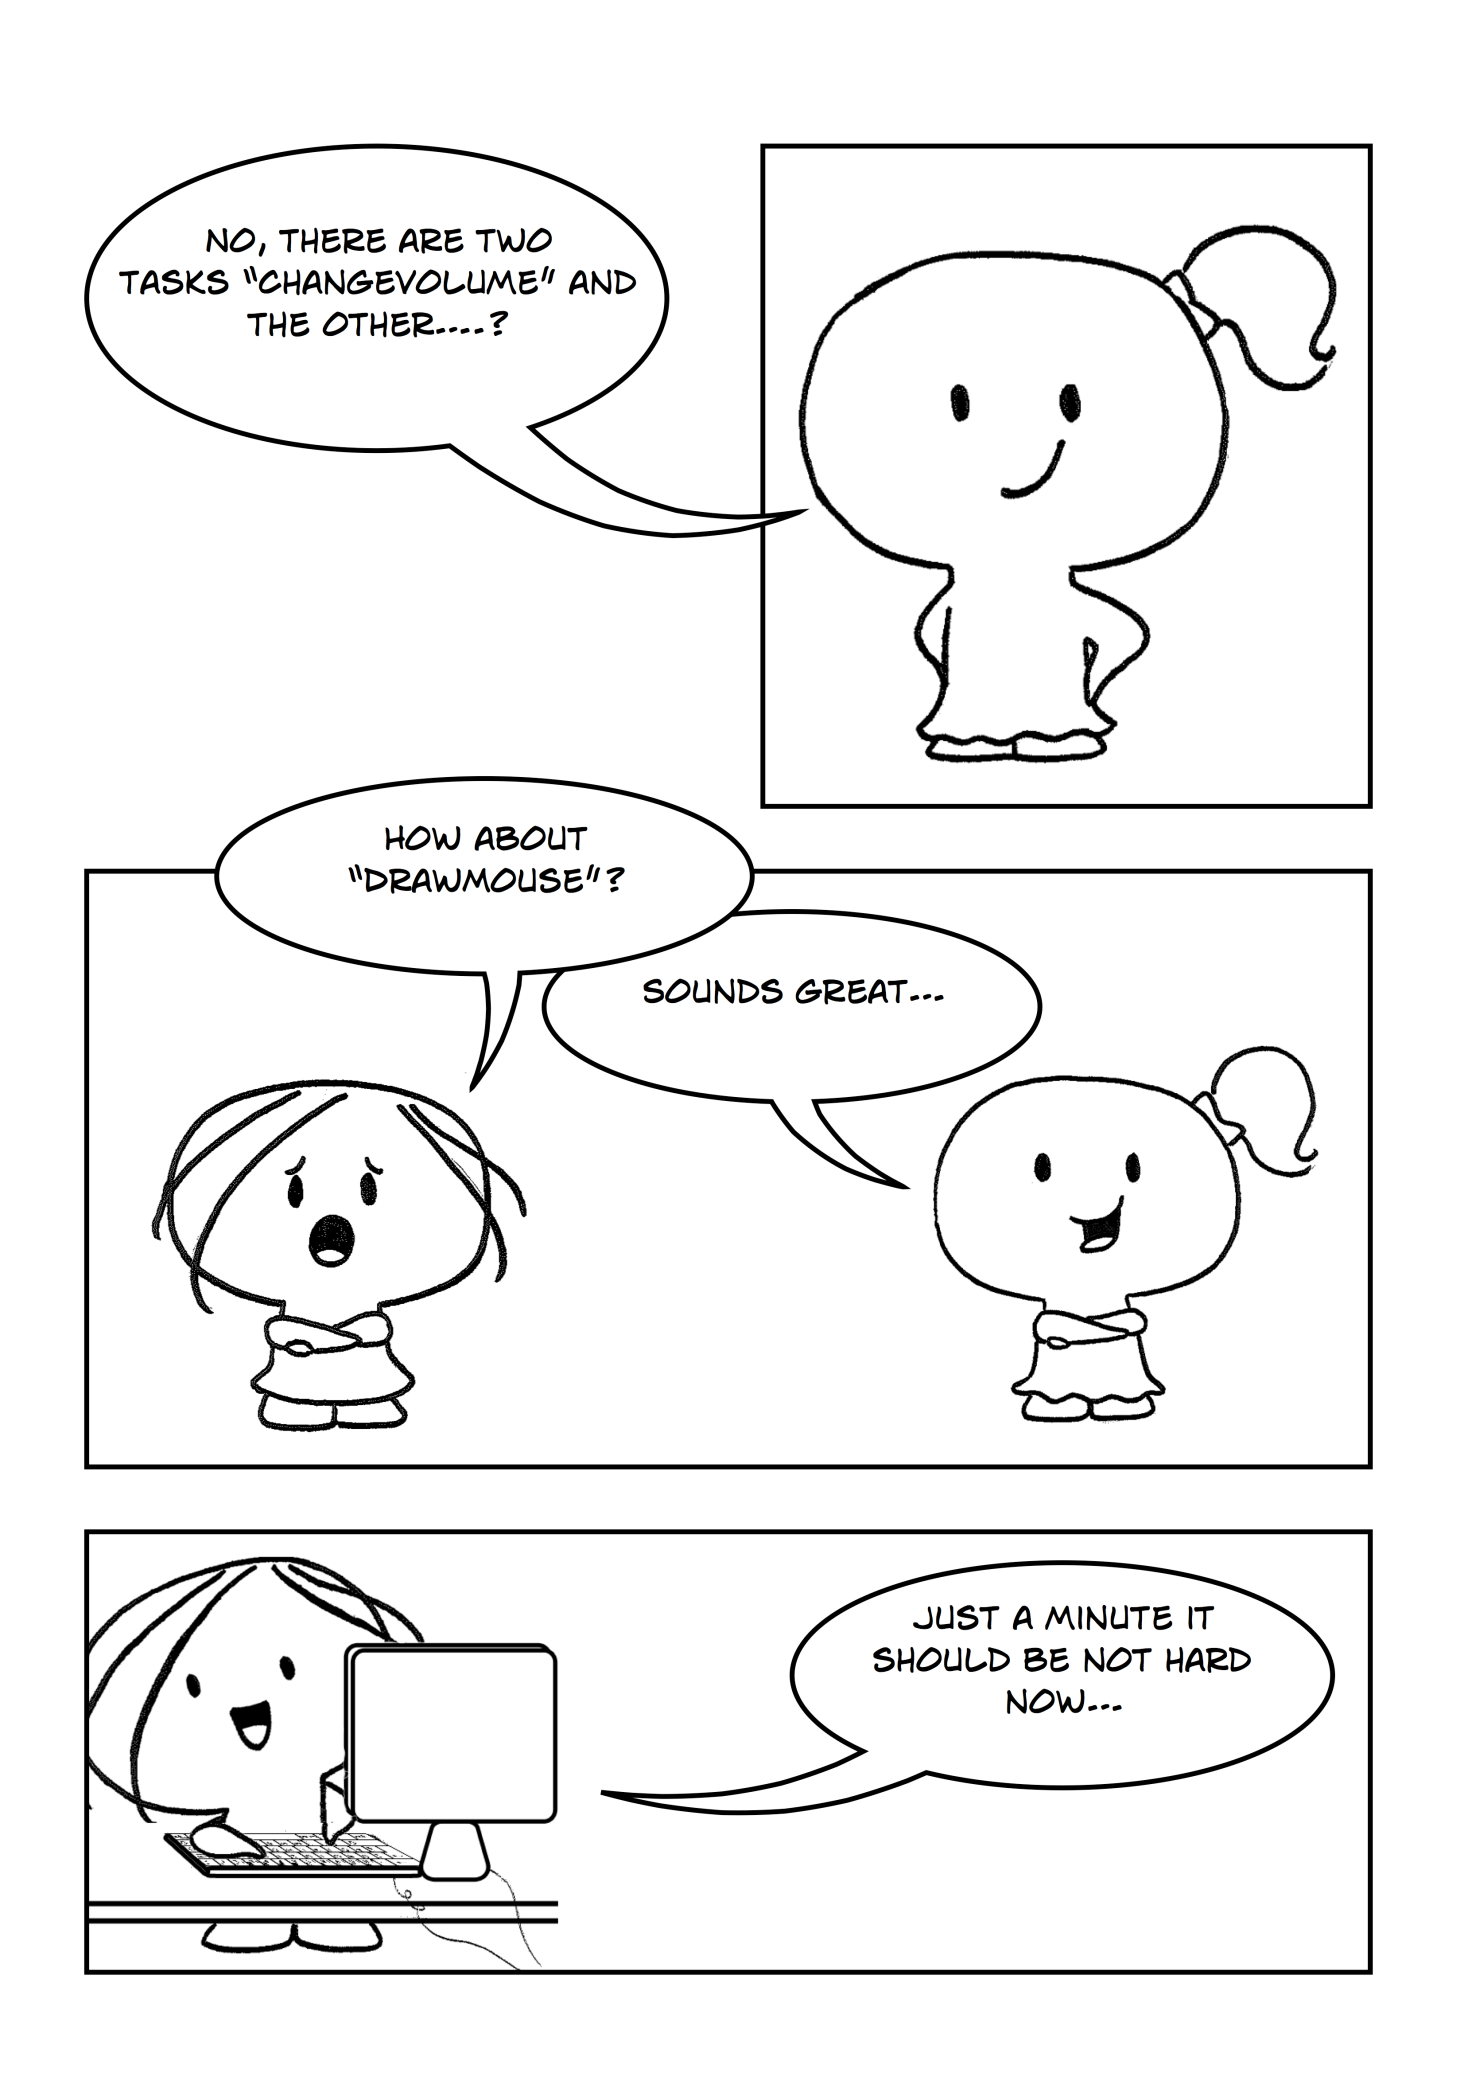 NO, THERE ARE TWO
TASKS "CHANGEVOLUME" AND
THE OTHER....?
HOW ABOUT
"DRAWMOUSE"?
SOUNDS GREAT...
JUST A MINUTE IT
SHOULD BE NOT HARD
NOW...